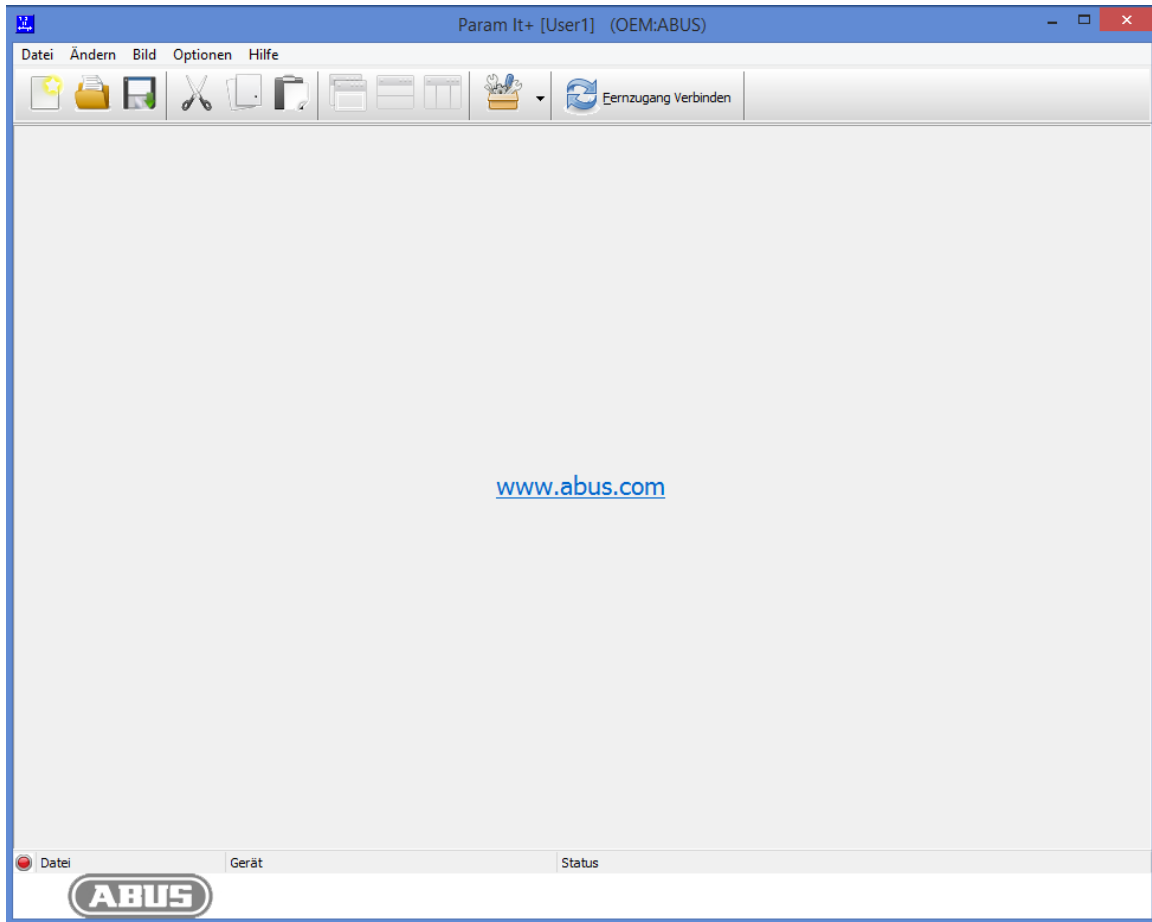 Param It+ [User1] (OEM:ABUS)
Datei Ändern Bild Optionen Hilfe
Fernzugang Verbinden
www.abus.com
Datei Gerät Status
ABUS